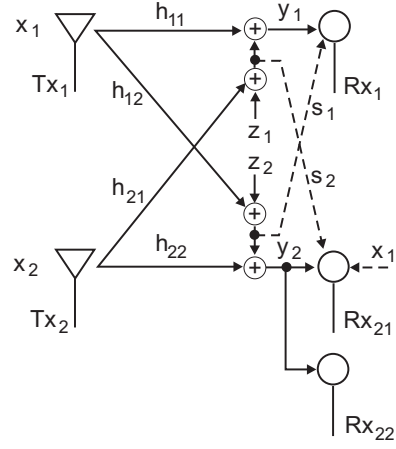 x₁ h₁₁ + y₁
Tx₁ h₁₂ + Rx₁
z₁ s₁
z₂ s₂
h₂₁ +
x₂ h₂₂ + y₂ x₁
Tx₂ Rx₂₁
Rx₂₂